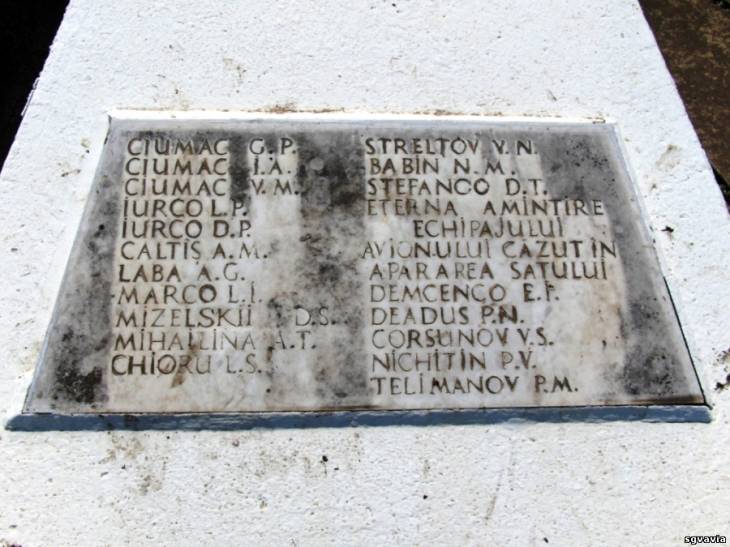 CIUMAC G.P.
CIUMAC I.A.
CIUMAC V.M.
IURCO L.P.
IURCO D.P.
CALTIȘ A.M.
LABA A.G.
MARCO L.I.
MIZELSKII D.S.
MIHAILINA A.T.
CHIORU L.S.
STRELTOV V.N.
BABIN N.M.
STEFANCO D.T.
ETERNA AMINTIRE
ECHIPAJULUI
AVIONULUI CAZUT IN
APARAREA SATULUI
DEMCENCO E.I.
DEADUS P.N.
CORSUNOV V.S.
NICHITIN P.V.
TELIMANOV P.M.
sgvavia